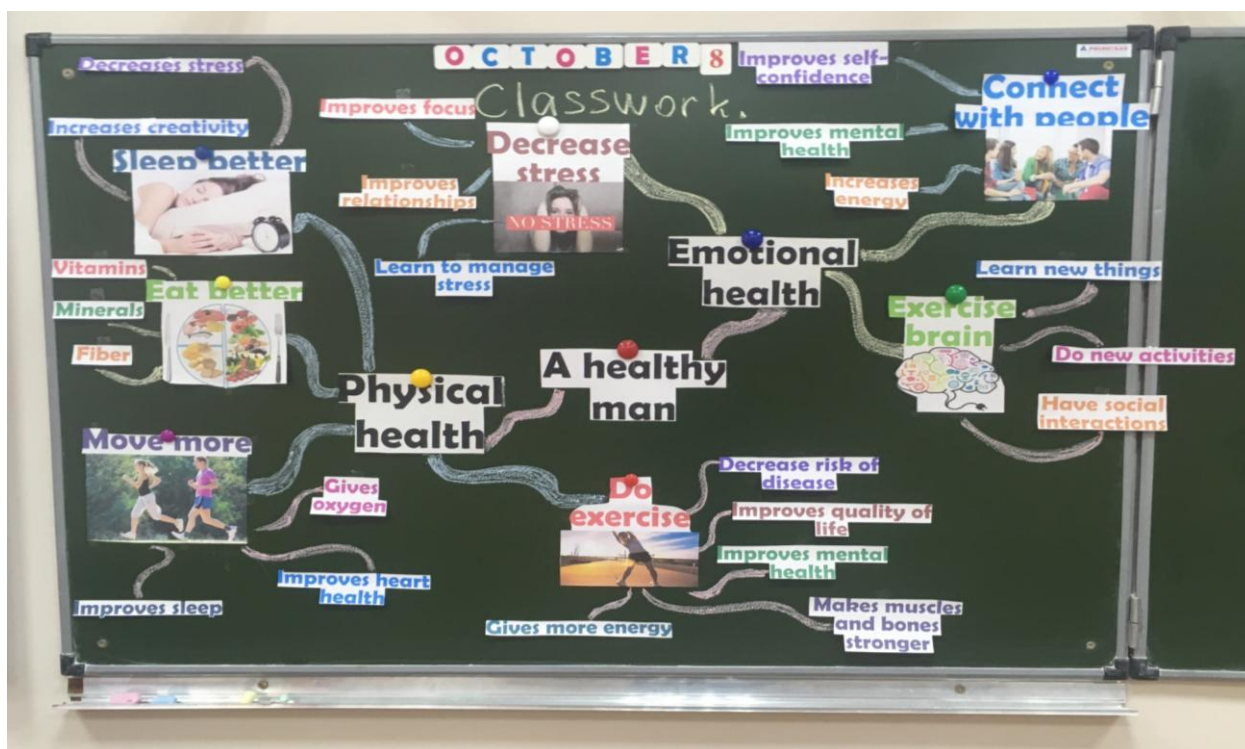 OCTOBER 8
Classwork.
Decreases stress
Increases creativity
Sleep better
Vitamins
Minerals
Fiber
Eat better
Move more
Gives
oxygen
Improves heart
health
Improves sleep
Physical
health
A healthy
man
Improves focus
Improves
relationships
Learn to manage
stress
Decrease
stress
NO STRESS
Emotional
health
Improves self-
confidence
Improves mental
health
Increases
energy
Connect
with people
Learn new things
Do new activities
Have social
interactions
Exercise
brain
Do
exercise
Decrease risk of
disease
Improves quality of
life
Improves mental
health
Makes muscles
and bones
stronger
Gives more energy